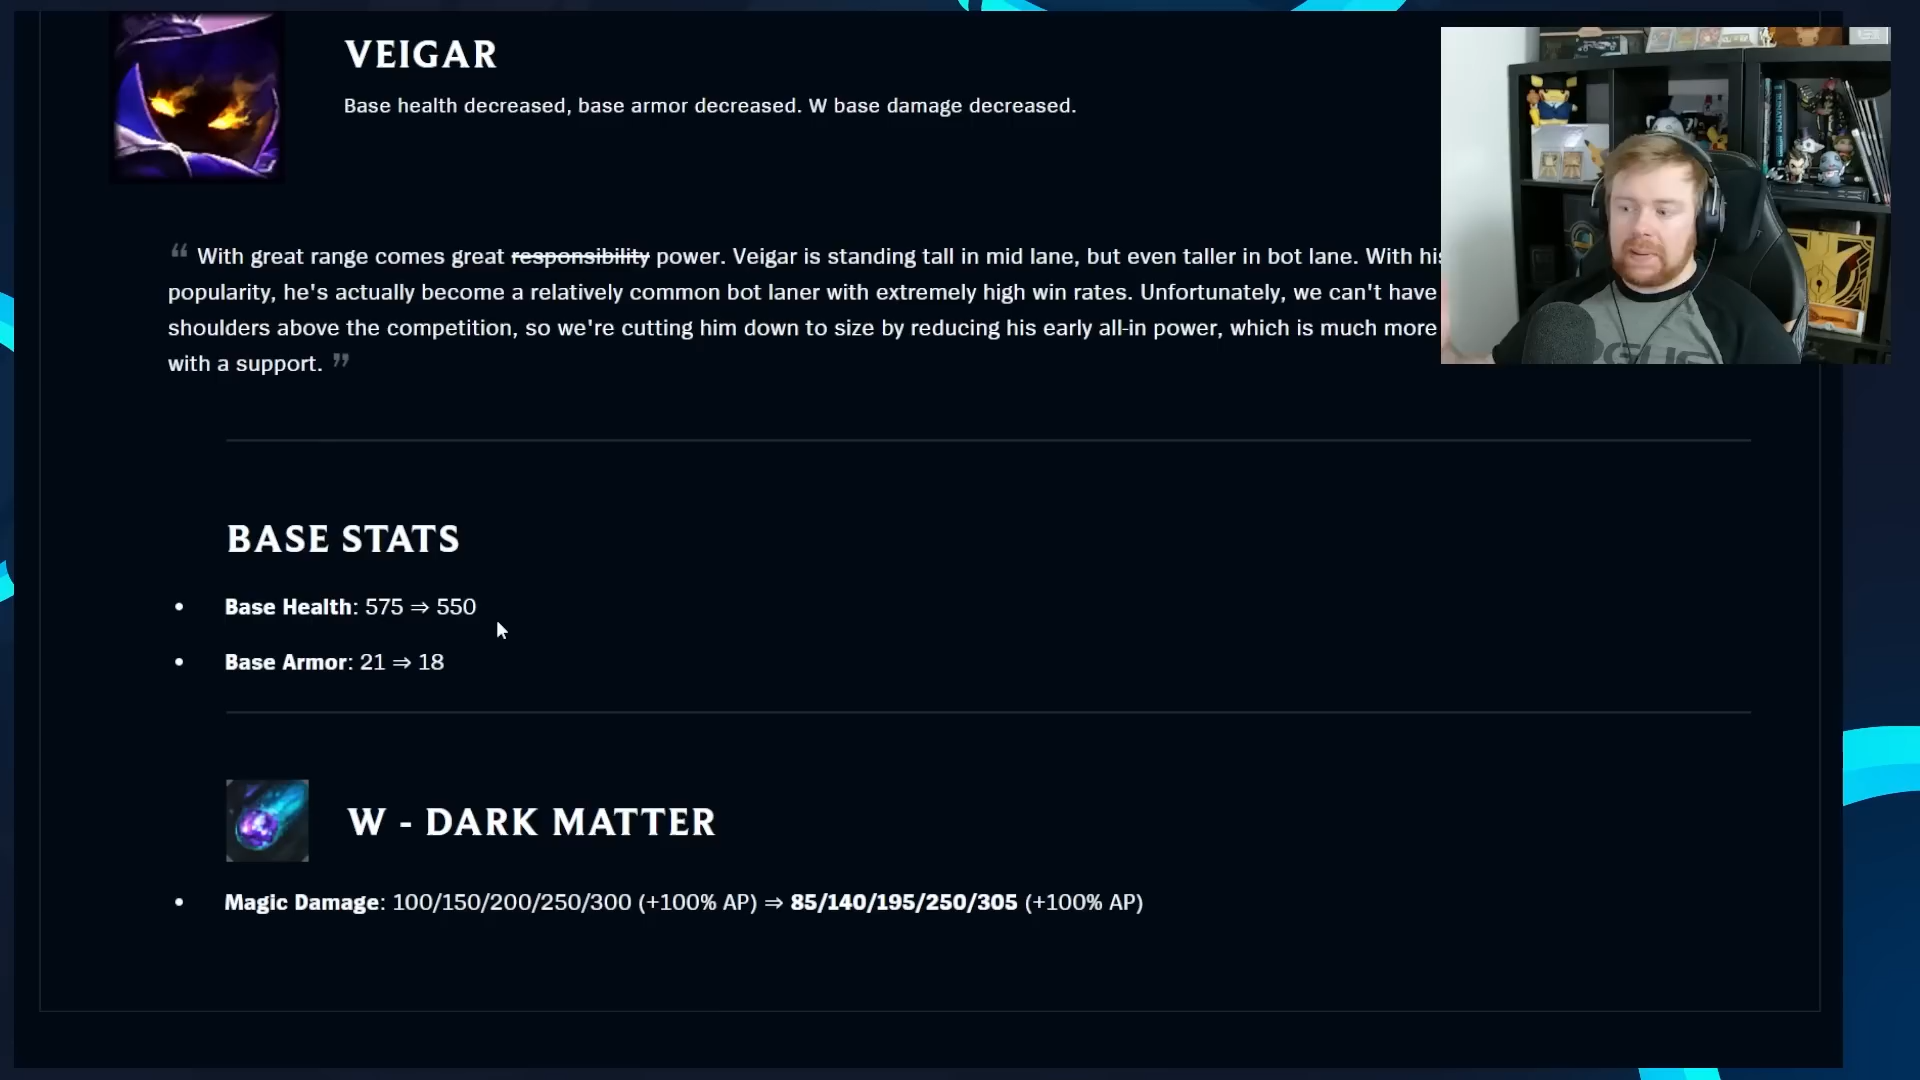 VEIGAR
Base health decreased, base armor decreased. W base damage decreased.
“ With great range comes great responsibility power. Veigar is standing tall in mid lane, but even taller in bot lane. With his
popularity, he's actually become a relatively common bot laner with extremely high win rates. Unfortunately, we can't have
shoulders above the competition, so we're cutting him down to size by reducing his early all-in power, which is much more
with a support. ”
BASE STATS
• Base Health: 575 ⇒ 550
• Base Armor: 21 ⇒ 18
W - DARK MATTER
• Magic Damage: 100/150/200/250/300 (+100% AP) ⇒ 85/140/195/250/305 (+100% AP)